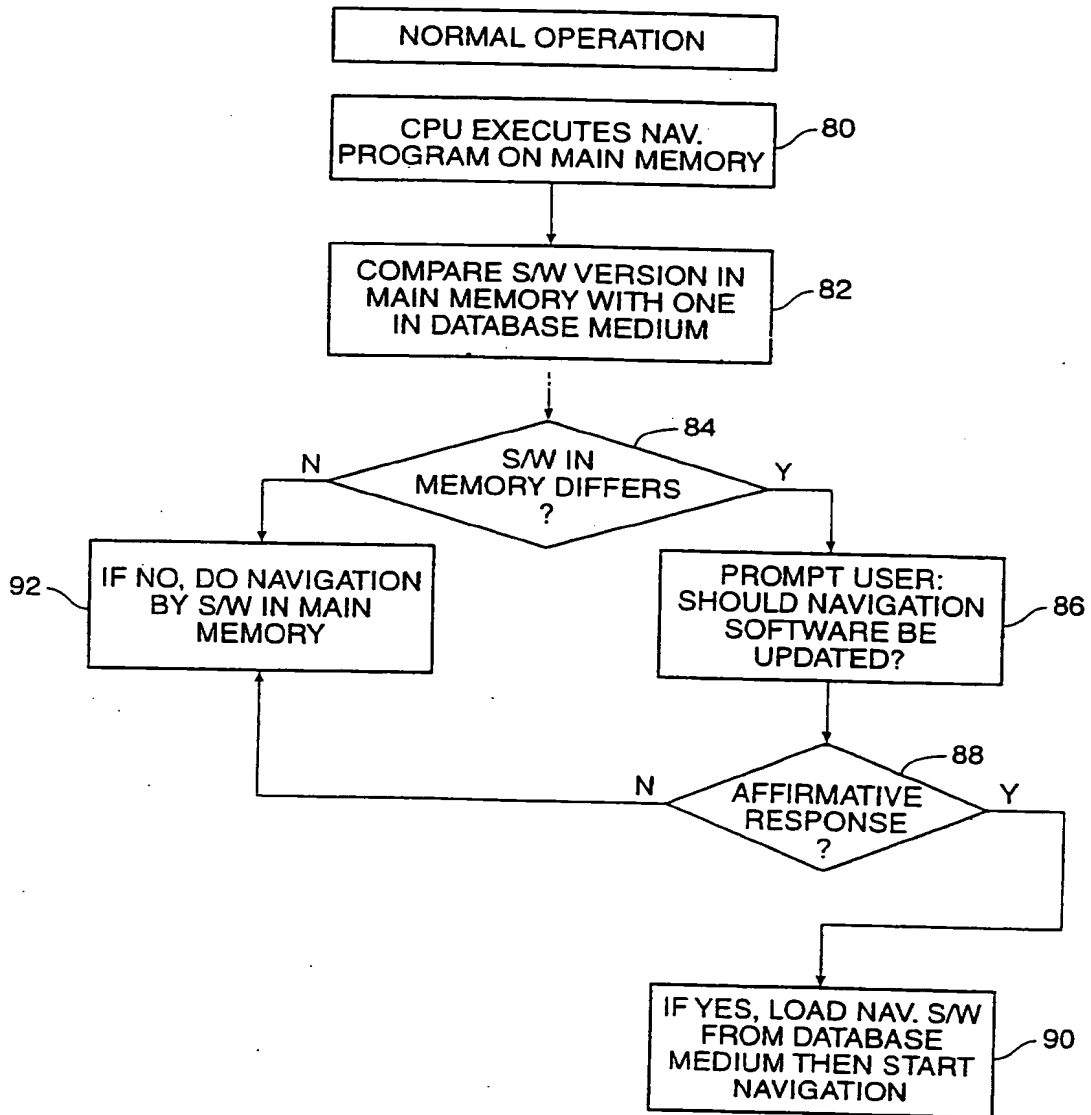 NORMAL OPERATION
CPU EXECUTES NAV.
PROGRAM ON MAIN MEMORY
80
COMPARE S/W VERSION IN
MAIN MEMORY WITH ONE
IN DATABASE MEDIUM
82
84
S/W IN
MEMORY DIFFERS
?
N
Y
92
IF NO, DO NAVIGATION
BY S/W IN MAIN
MEMORY
PROMPT USER:
SHOULD NAVIGATION
SOFTWARE BE
UPDATED?
86
88
AFFIRMATIVE
RESPONSE
?
N
Y
IF YES, LOAD NAV. S/W
FROM DATABASE
MEDIUM THEN START
NAVIGATION
90